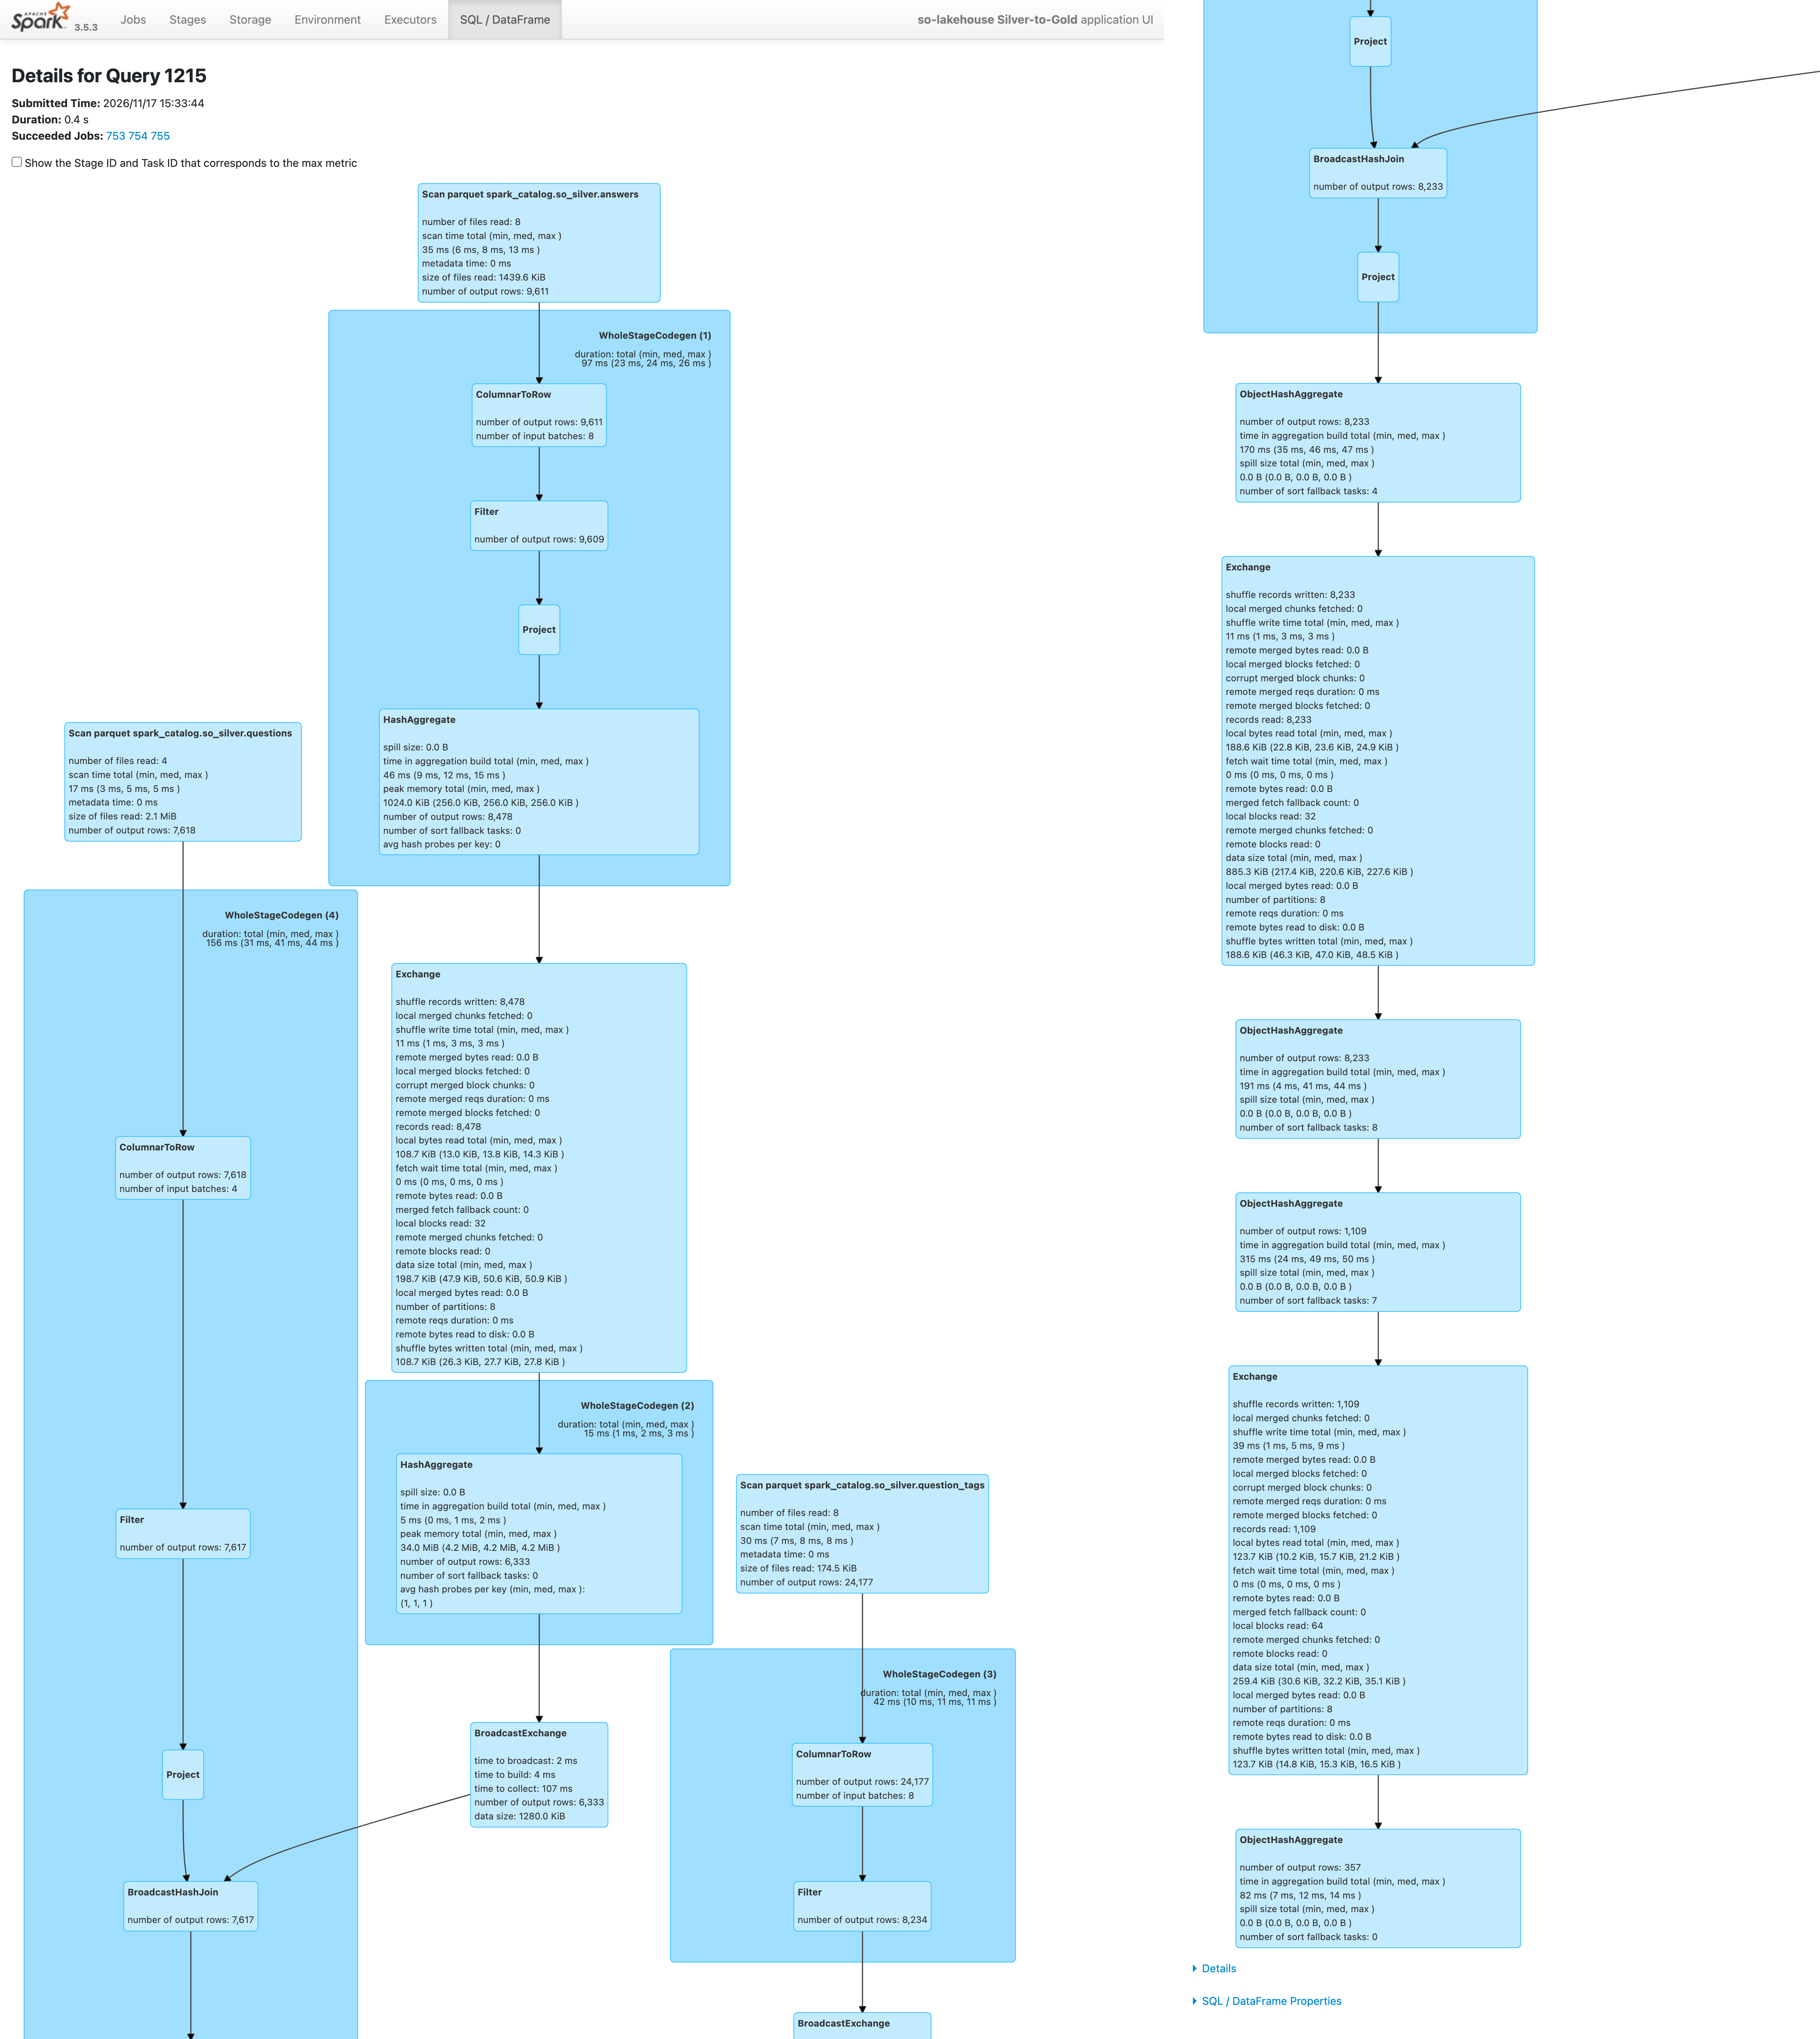 APACHE
Spark 3.5.3
Jobs
Stages
Storage
Environment
Executors
SQL / DataFrame
so-lakehouse Silver-to-Gold application UI
Details for Query 1215
Submitted Time: 2026/11/17 15:33:44
Duration: 0.4 s
Succeeded Jobs: 753 754 755
Show the Stage ID and Task ID that corresponds to the max metric
Scan parquet spark_catalog.so_silver.answers
number of files read: 8
scan time total (min, med, max )
35 ms (6 ms, 8 ms, 13 ms )
metadata time: 0 ms
size of files read: 1439.6 KiB
number of output rows: 9,611
WholeStageCodegen (1)
duration: total (min, med, max )
97 ms (23 ms, 24 ms, 26 ms )
ColumnarToRow
number of output rows: 9,611
number of input batches: 8
Filter
number of output rows: 9,609
Project
HashAggregate
spill size: 0.0 B
time in aggregation build total (min, med, max )
46 ms (9 ms, 12 ms, 15 ms )
peak memory total (min, med, max )
1024.0 KiB (256.0 KiB, 256.0 KiB, 256.0 KiB )
number of output rows: 8,478
number of sort fallback tasks: 0
avg hash probes per key: 0
Scan parquet spark_catalog.so_silver.questions
number of files read: 4
scan time total (min, med, max )
17 ms (3 ms, 5 ms, 5 ms )
metadata time: 0 ms
size of files read: 2.1 MiB
number of output rows: 7,618
WholeStageCodegen (4)
duration: total (min, med, max )
156 ms (31 ms, 41 ms, 44 ms )
Exchange
shuffle records written: 8,478
local merged chunks fetched: 0
shuffle write time total (min, med, max )
11 ms (1 ms, 3 ms, 3 ms )
remote merged bytes read: 0.0 B
local merged blocks fetched: 0
corrupt merged block chunks: 0
remote merged reqs duration: 0 ms
remote merged blocks fetched: 0
records read: 8,478
local bytes read total (min, med, max )
108.7 KiB (13.0 KiB, 13.8 KiB, 14.3 KiB )
fetch wait time total (min, med, max )
0 ms (0 ms, 0 ms, 0 ms )
remote bytes read: 0.0 B
merged fetch fallback count: 0
local blocks read: 32
remote merged chunks fetched: 0
remote blocks read: 0
data size total (min, med, max )
198.7 KiB (47.9 KiB, 50.6 KiB, 50.9 KiB )
local merged bytes read: 0.0 B
number of partitions: 8
remote reqs duration: 0 ms
remote bytes read to disk: 0.0 B
shuffle bytes written total (min, med, max )
108.7 KiB (26.3 KiB, 27.7 KiB, 27.8 KiB )
ColumnarToRow
number of output rows: 7,618
number of input batches: 4
WholeStageCodegen (2)
duration: total (min, med, max )
15 ms (1 ms, 2 ms, 3 ms )
HashAggregate
spill size: 0.0 B
time in aggregation build total (min, med, max )
5 ms (0 ms, 1 ms, 2 ms )
peak memory total (min, med, max )
34.0 MiB (4.2 MiB, 4.2 MiB, 4.2 MiB )
number of output rows: 6,333
number of sort fallback tasks: 0
avg hash probes per key (min, med, max ):
(1, 1, 1 )
Scan parquet spark_catalog.so_silver.question_tags
number of files read: 8
scan time total (min, med, max )
30 ms (7 ms, 8 ms, 8 ms )
metadata time: 0 ms
size of files read: 174.5 KiB
number of output rows: 24,177
Filter
number of output rows: 7,617
WholeStageCodegen (3)
duration: total (min, med, max )
42 ms (10 ms, 11 ms, 11 ms )
BroadcastExchange
time to broadcast: 2 ms
time to build: 4 ms
time to collect: 107 ms
number of output rows: 6,333
data size: 1280.0 KiB
ColumnarToRow
number of output rows: 24,177
number of input batches: 8
Project
BroadcastHashJoin
number of output rows: 7,617
Filter
number of output rows: 8,234
BroadcastExchange
Project
BroadcastHashJoin
number of output rows: 8,233
Project
ObjectHashAggregate
number of output rows: 8,233
time in aggregation build total (min, med, max )
170 ms (35 ms, 46 ms, 47 ms )
spill size total (min, med, max )
0.0 B (0.0 B, 0.0 B, 0.0 B )
number of sort fallback tasks: 4
Exchange
shuffle records written: 8,233
local merged chunks fetched: 0
shuffle write time total (min, med, max )
11 ms (1 ms, 3 ms, 3 ms )
remote merged bytes read: 0.0 B
local merged blocks fetched: 0
corrupt merged block chunks: 0
remote merged reqs duration: 0 ms
remote merged blocks fetched: 0
records read: 8,233
local bytes read total (min, med, max )
188.6 KiB (22.8 KiB, 23.6 KiB, 24.9 KiB )
fetch wait time total (min, med, max )
0 ms (0 ms, 0 ms, 0 ms )
remote bytes read: 0.0 B
merged fetch fallback count: 0
local blocks read: 32
remote merged chunks fetched: 0
remote blocks read: 0
data size total (min, med, max )
885.3 KiB (217.4 KiB, 220.6 KiB, 227.6 KiB )
local merged bytes read: 0.0 B
number of partitions: 8
remote reqs duration: 0 ms
remote bytes read to disk: 0.0 B
shuffle bytes written total (min, med, max )
188.6 KiB (46.3 KiB, 47.0 KiB, 48.5 KiB )
ObjectHashAggregate
number of output rows: 8,233
time in aggregation build total (min, med, max )
191 ms (4 ms, 41 ms, 44 ms )
spill size total (min, med, max )
0.0 B (0.0 B, 0.0 B, 0.0 B )
number of sort fallback tasks: 8
ObjectHashAggregate
number of output rows: 1,109
time in aggregation build total (min, med, max )
315 ms (24 ms, 49 ms, 50 ms )
spill size total (min, med, max )
0.0 B (0.0 B, 0.0 B, 0.0 B )
number of sort fallback tasks: 7
Exchange
shuffle records written: 1,109
local merged chunks fetched: 0
shuffle write time total (min, med, max )
39 ms (1 ms, 5 ms, 9 ms )
remote merged bytes read: 0.0 B
local merged blocks fetched: 0
corrupt merged block chunks: 0
remote merged reqs duration: 0 ms
remote merged blocks fetched: 0
records read: 1,109
local bytes read total (min, med, max )
123.7 KiB (10.2 KiB, 15.7 KiB, 21.2 KiB )
fetch wait time total (min, med, max )
0 ms (0 ms, 0 ms, 0 ms )
remote bytes read: 0.0 B
merged fetch fallback count: 0
local blocks read: 64
remote merged chunks fetched: 0
remote blocks read: 0
data size total (min, med, max )
259.4 KiB (30.6 KiB, 32.2 KiB, 35.1 KiB )
local merged bytes read: 0.0 B
number of partitions: 8
remote reqs duration: 0 ms
remote bytes read to disk: 0.0 B
shuffle bytes written total (min, med, max )
123.7 KiB (14.8 KiB, 15.3 KiB, 16.5 KiB )
ObjectHashAggregate
number of output rows: 357
time in aggregation build total (min, med, max )
82 ms (7 ms, 12 ms, 14 ms )
spill size total (min, med, max )
0.0 B (0.0 B, 0.0 B, 0.0 B )
number of sort fallback tasks: 0
Details
SQL / DataFrame Properties